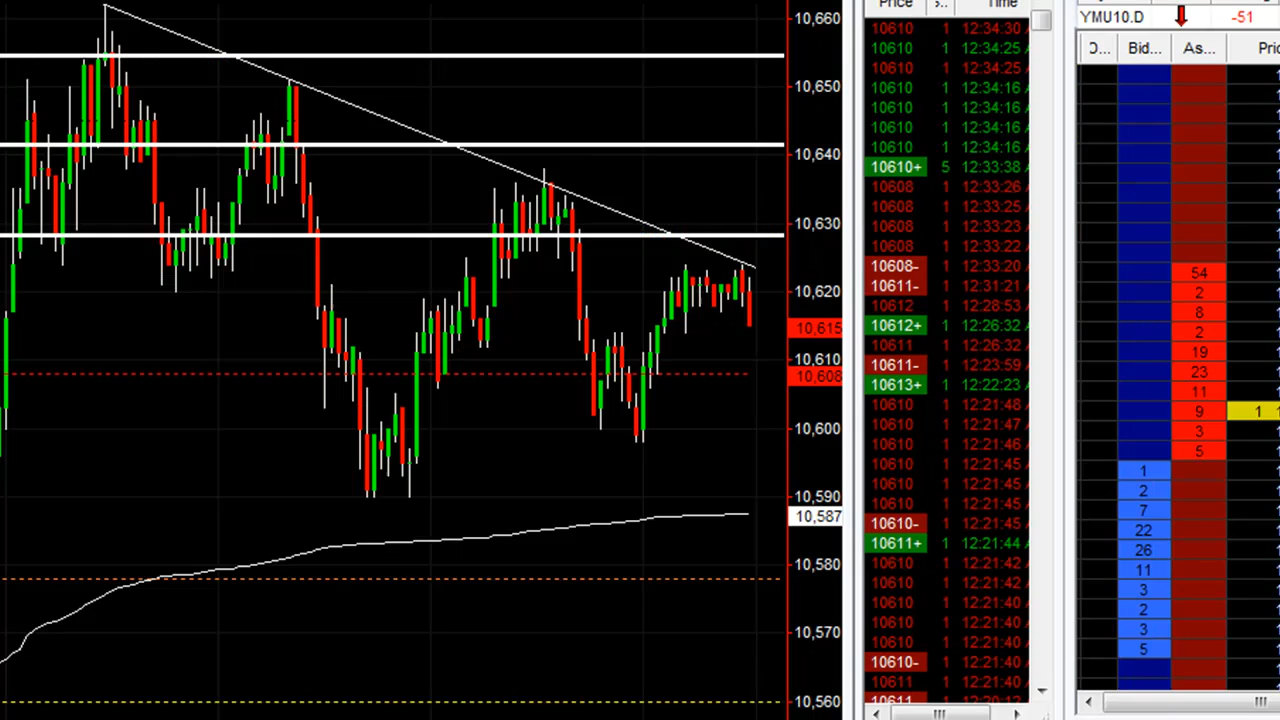 10,660
10,650
10,640
10,630
10,620
10,615
10,610
10,608
10,600
10,590
10,587
10,580
10,570
10,560
Price S.. Time
10610 1 12:34:30
10610 1 12:34:25
10610 1 12:34:25
10610 1 12:34:16
10610 1 12:34:16
10610 1 12:34:16
10610 1 12:34:16
10610+ 5 12:33:38
10608 1 12:33:26
10608 1 12:33:25
10608 1 12:33:23
10608 1 12:33:22
10608- 1 12:33:20
10611- 1 12:31:21
10612 1 12:28:53
10612+ 1 12:26:32
10611 1 12:26:32
10611- 1 12:23:59
10613+ 1 12:22:23
10610 1 12:21:48
10610 1 12:21:47
10610 1 12:21:46
10610 1 12:21:45
10610 1 12:21:45
10610 1 12:21:45
10610- 1 12:21:45
10611+ 1 12:21:44
10610 1 12:21:42
10610 1 12:21:42
10610 1 12:21:40
10610 1 12:21:40
10610 1 12:21:40
10610- 1 12:21:40
10611 1 12:21:40
10611
YMU10.D -51
Bid... As...
54
2
8
2
19
23
11
9 1
3
5
1
2
7
22
26
11
3
2
3
5